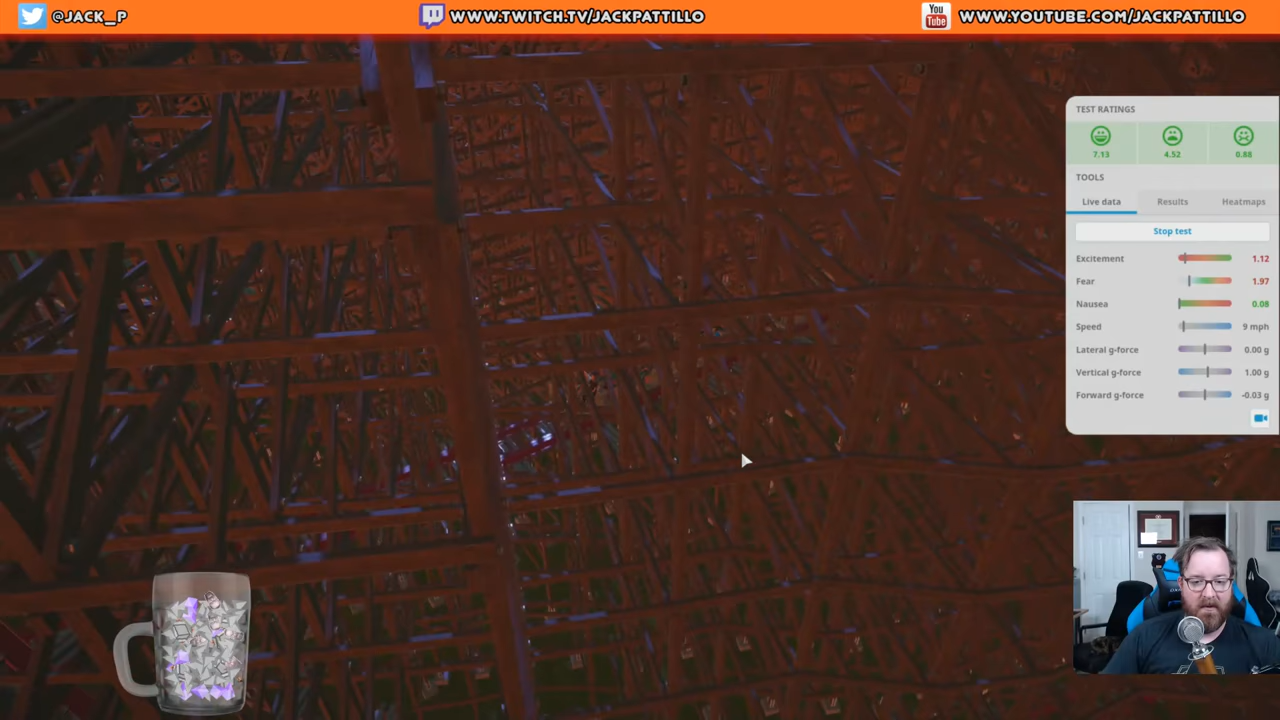 @JACK_P
WWW.TWITCH.TV/JACKPATTILLO
You Tube
WWW.YOUTUBE.COM/JACKPATTILLO
TEST RATINGS
7.13 4.52 0.88
TOOLS
Live data Results Heatmaps
Stop test
Excitement 1.12
Fear 1.97
Nausea 0.08
Speed 9 mph
Lateral g-force 0.00 g
Vertical g-force 1.00 g
Forward g-force -0.03 g